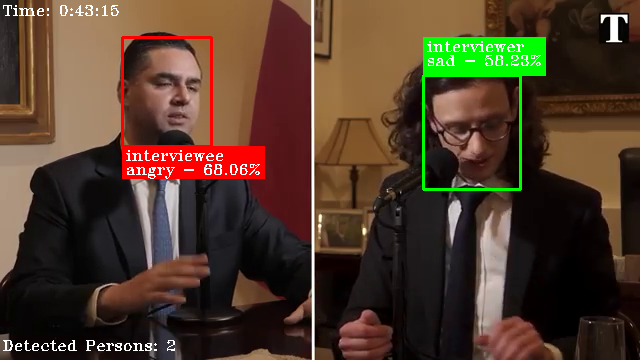 Time: 0:43:15
T
interviewer
sad - 58.23%
interviewee
angry - 68.06%
Detected Persons: 2